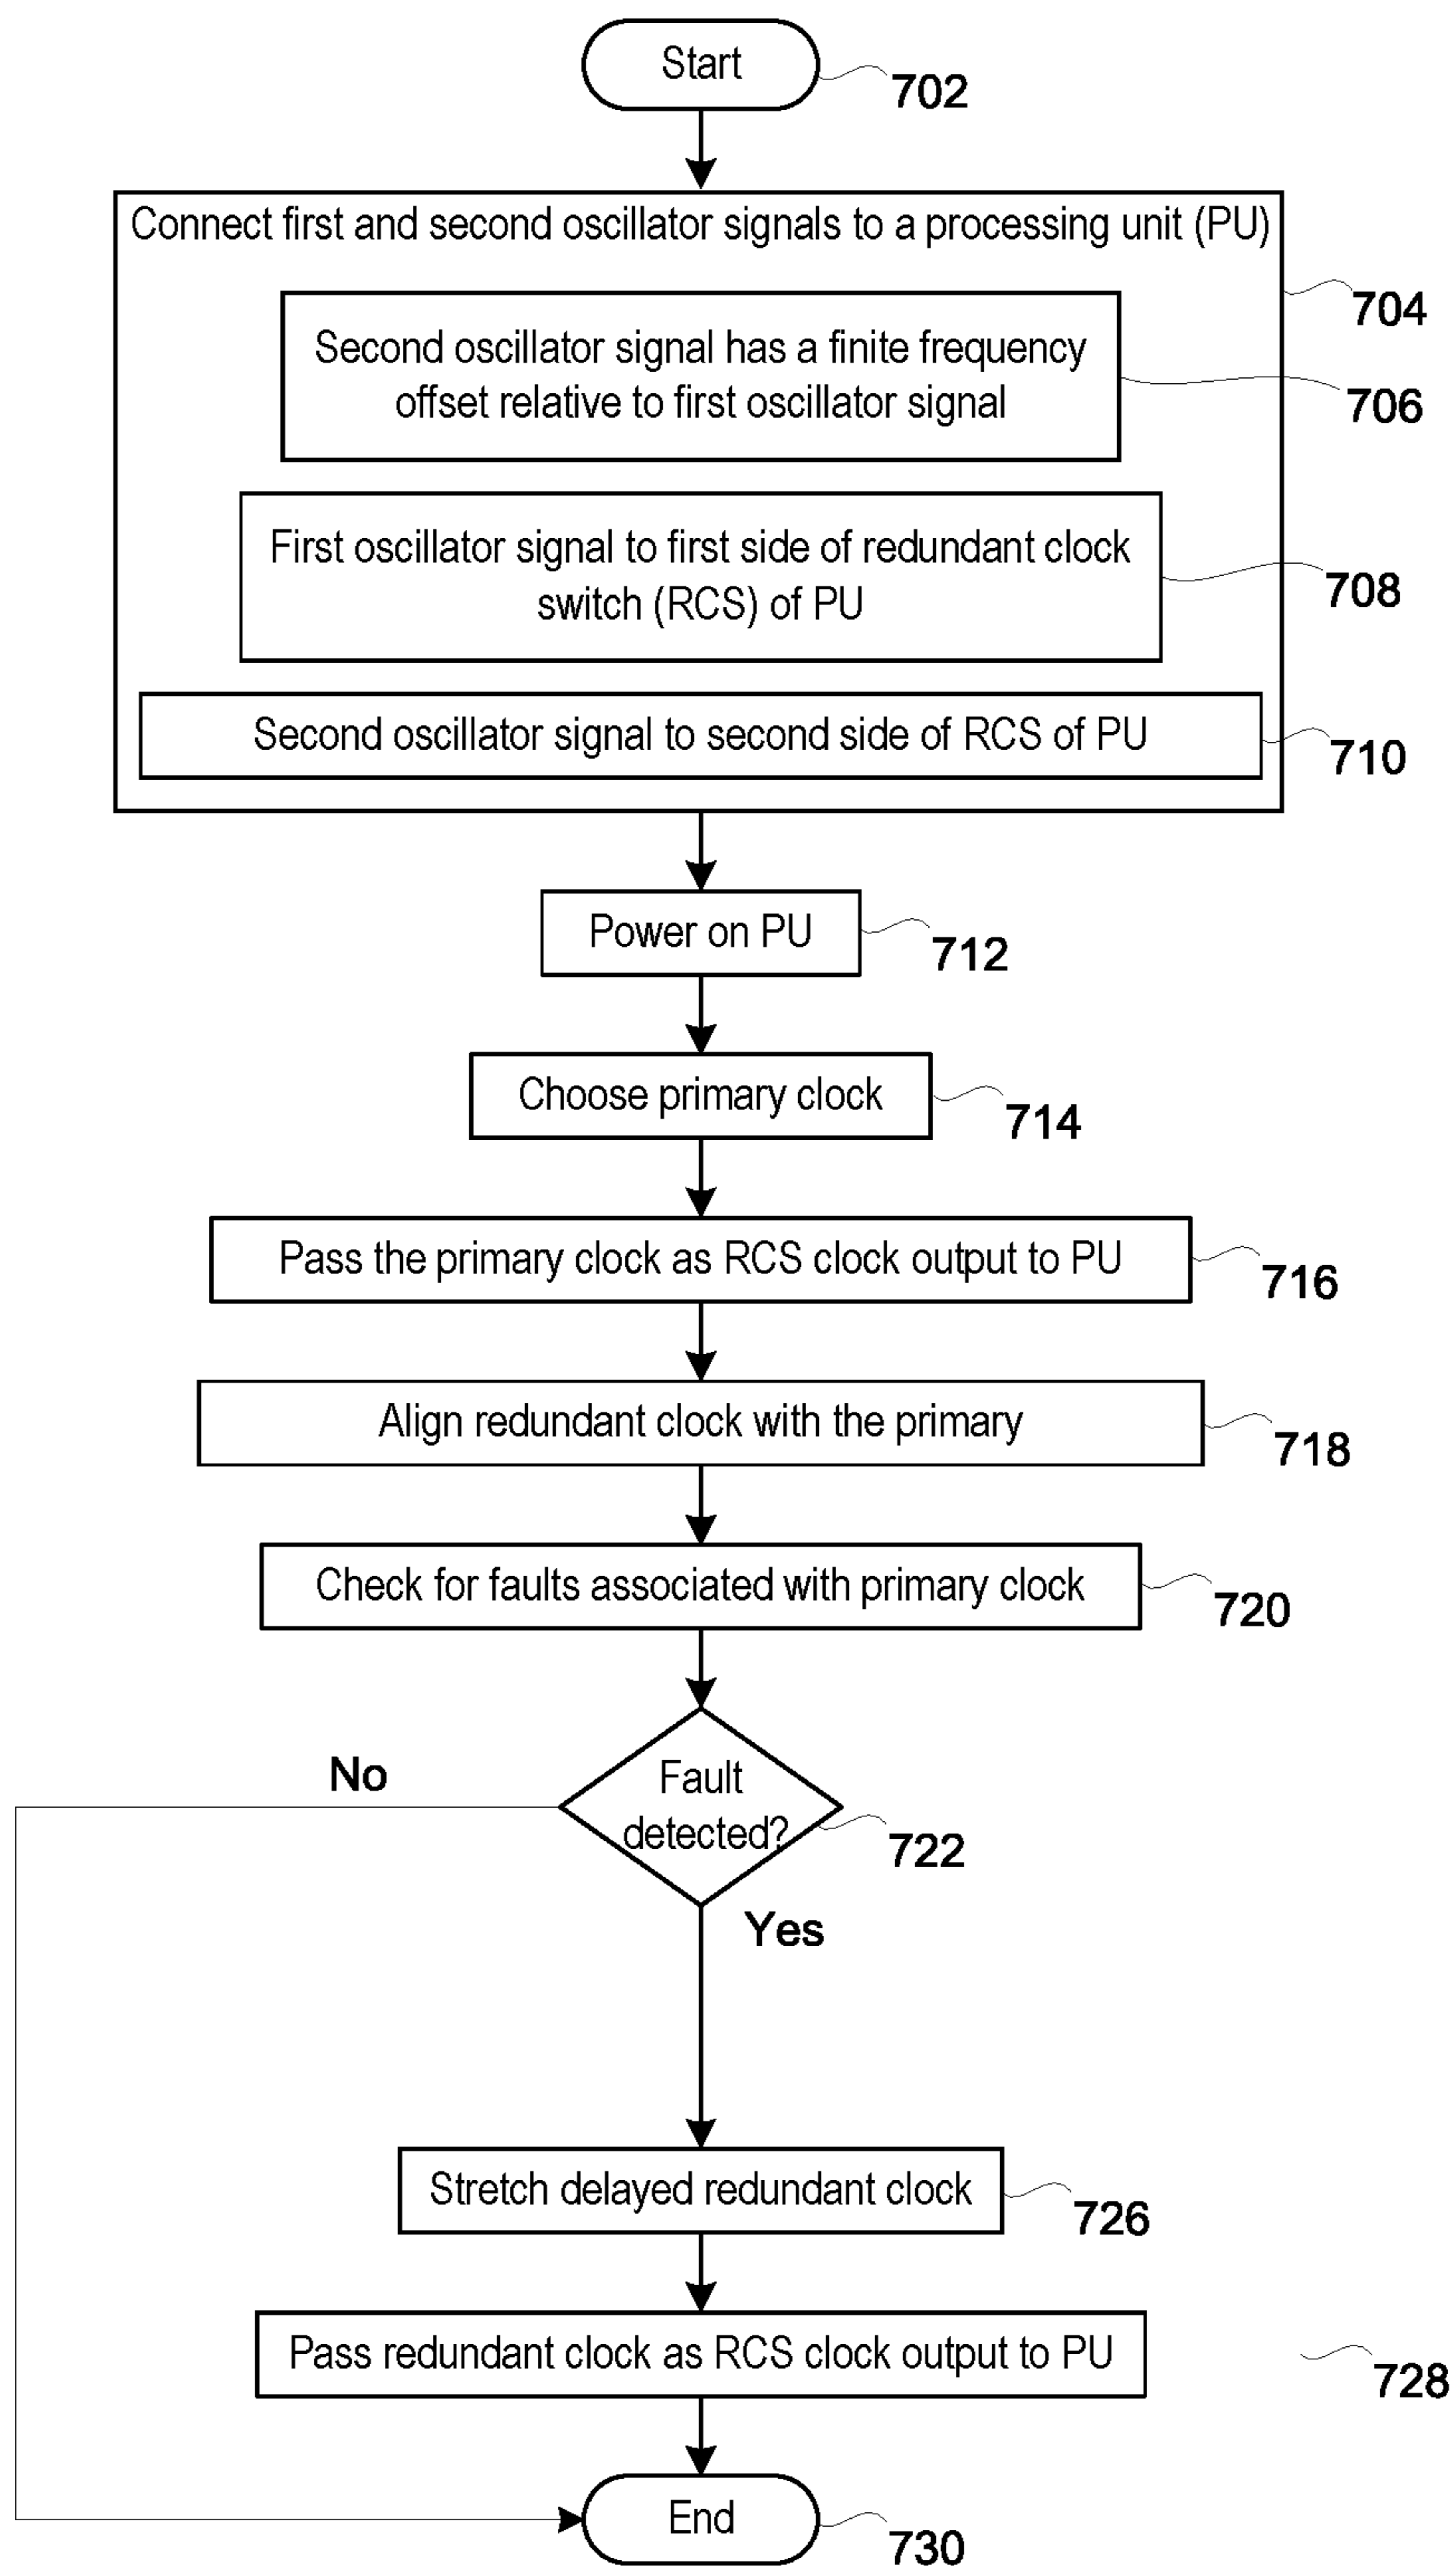 Start
702
Connect first and second oscillator signals to a processing unit (PU)
704
Second oscillator signal has a finite frequency
offset relative to first oscillator signal
706
First oscillator signal to first side of redundant clock
switch (RCS) of PU
708
Second oscillator signal to second side of RCS of PU
710
Power on PU
712
Choose primary clock
714
Pass the primary clock as RCS clock output to PU
716
Align redundant clock with the primary
718
Check for faults associated with primary clock
720
Fault
detected?
722
No
Yes
Stretch delayed redundant clock
726
Pass redundant clock as RCS clock output to PU
728
End
730